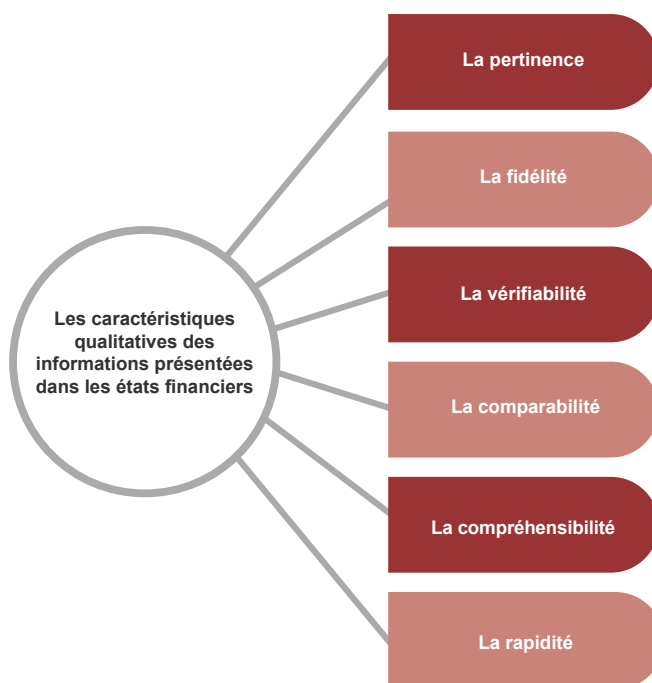 Les caractéristiques
qualitatives des
informations présentées
dans les états financiers
La pertinence
La fidélité
La vérifiabilité
La comparabilité
La compréhensibilité
La rapidité